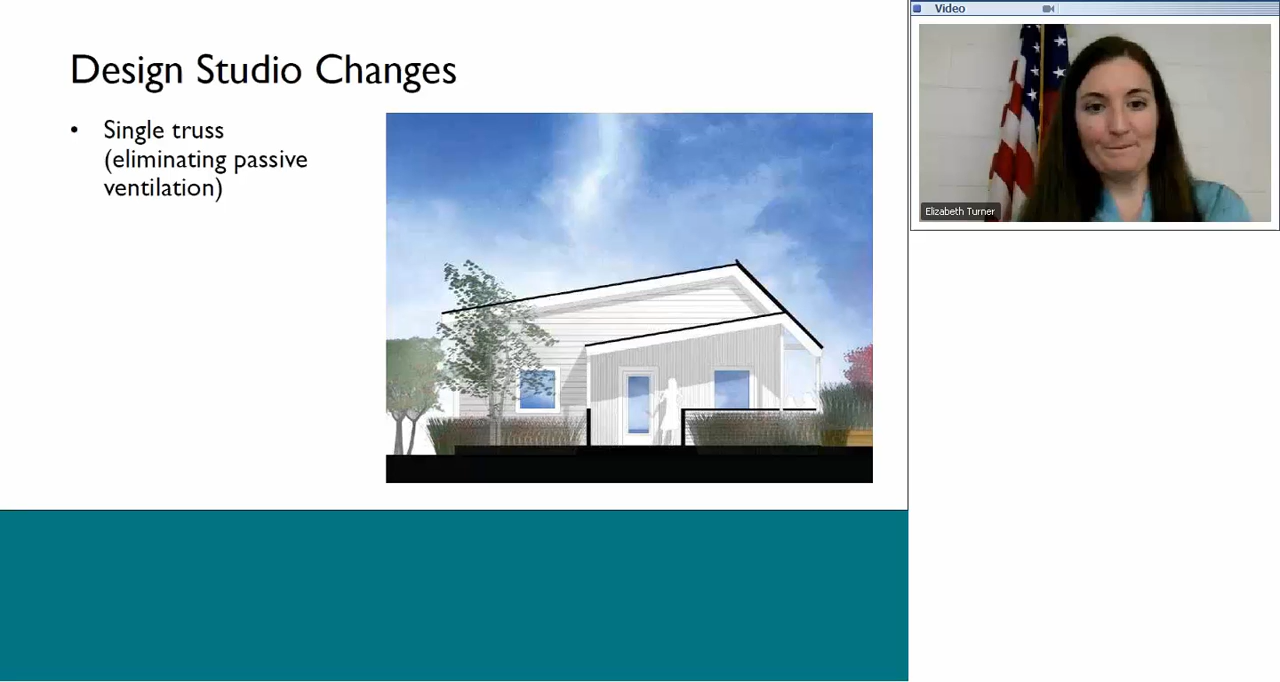 Design Studio Changes
• Single truss
(eliminating passive
ventilation)
Video
Elizabeth Turner